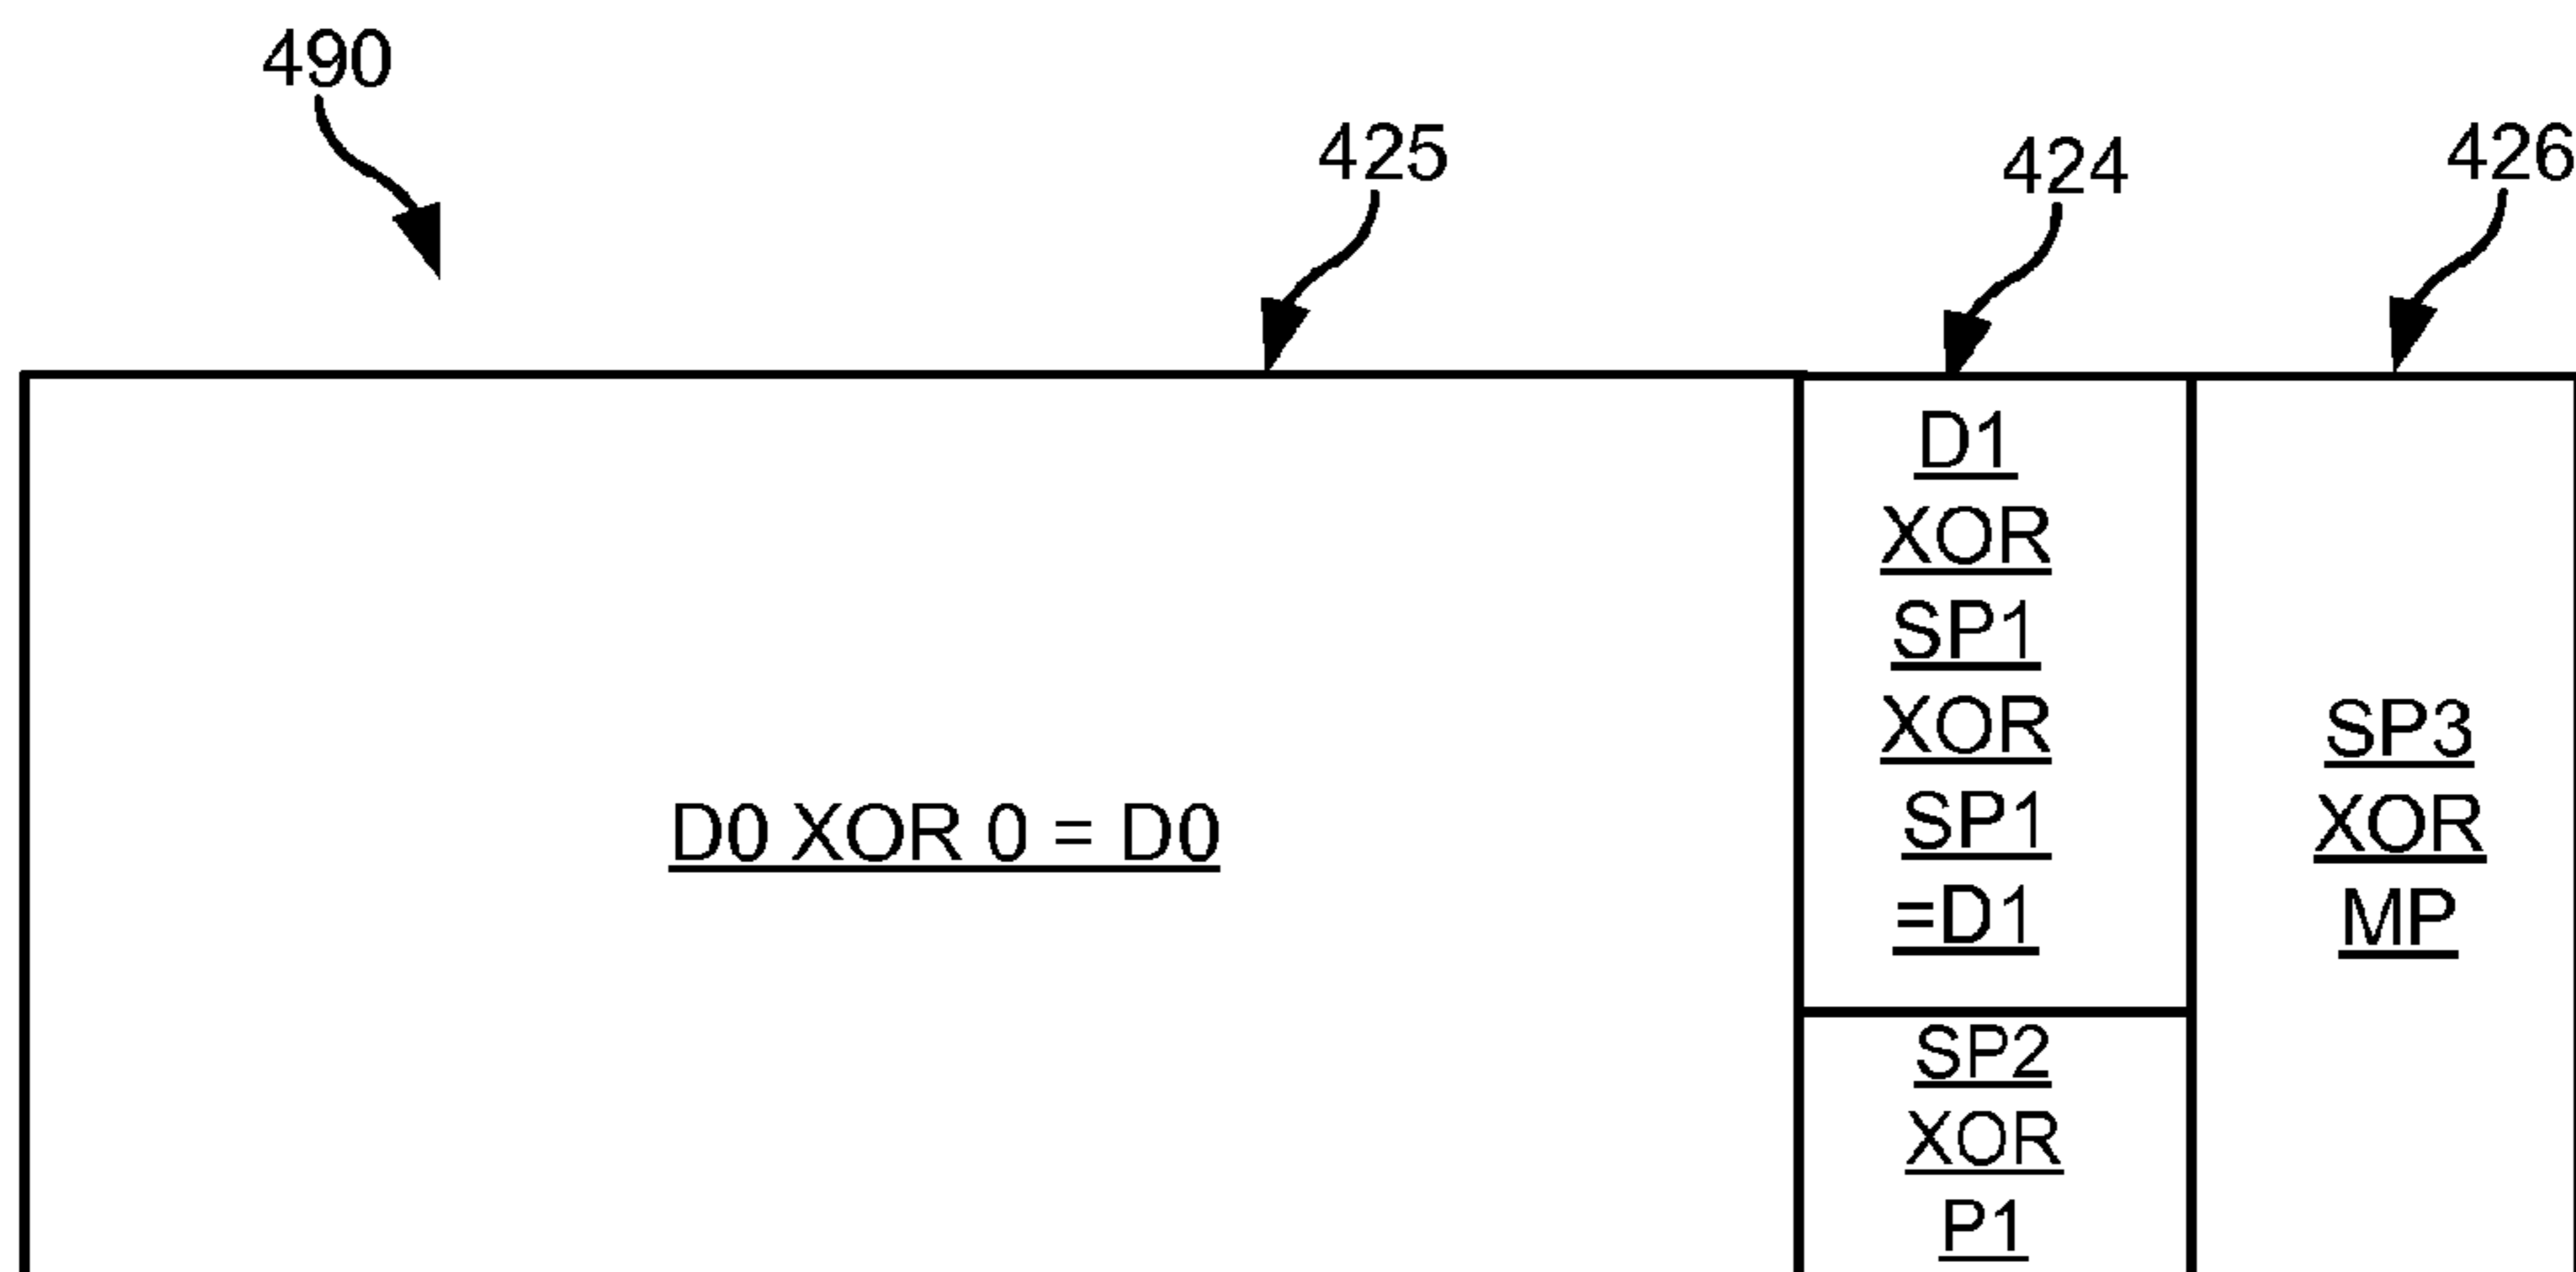 490
425
424
426
D0 XOR 0 = D0
D1
XOR
SP1
XOR
SP1
=D1
SP2
XOR
P1
SP3
XOR
MP